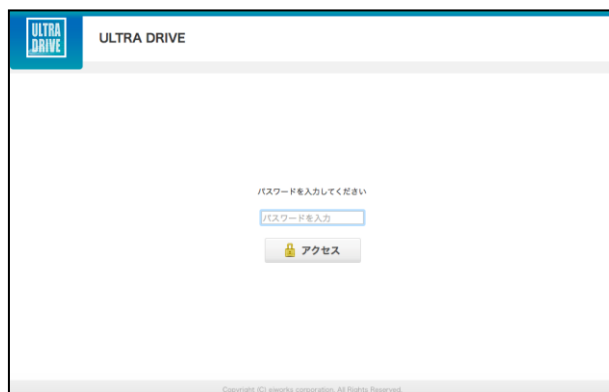 ULTRA
DRIVE
ULTRA DRIVE
パスワードを入力してください
パスワードを入力
アクセス
Copyright (C) eiworks corporation. All Rights Reserved.